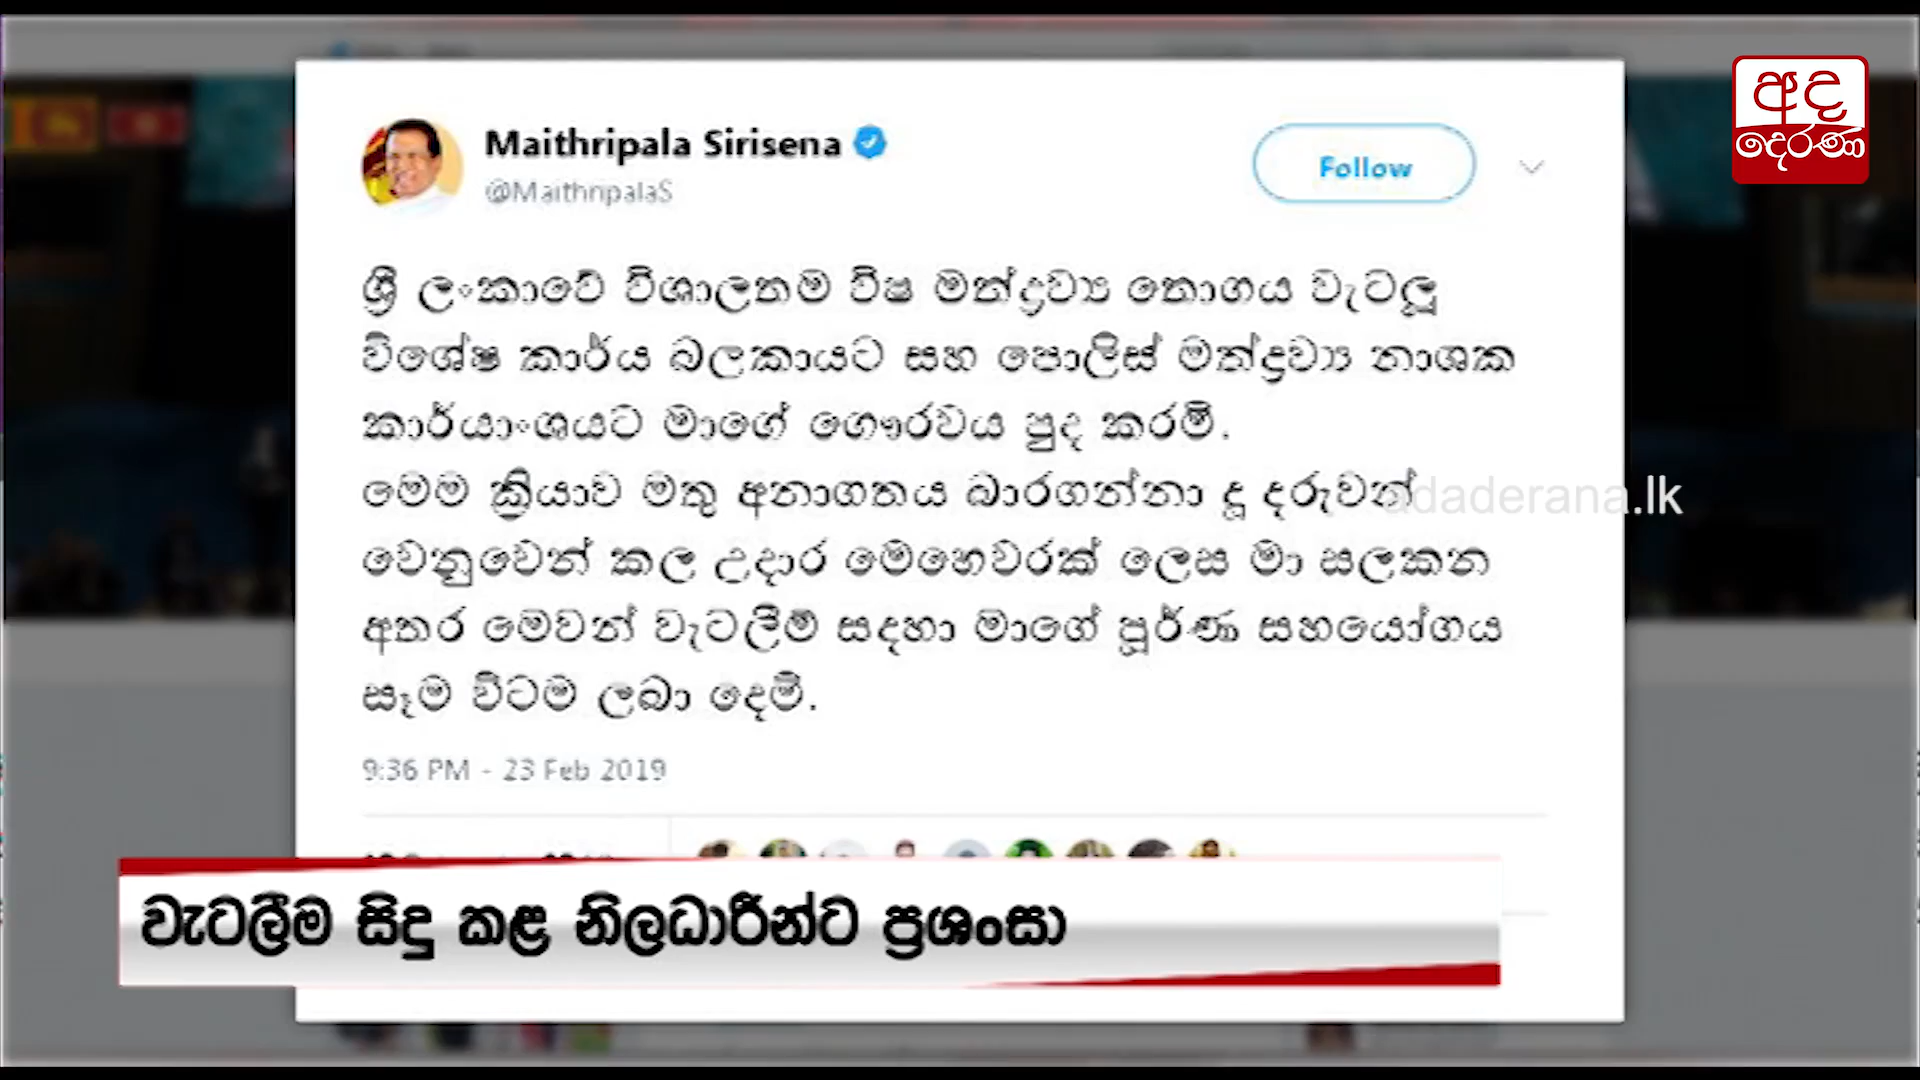 අද
දෙරණ
Maithripala Sirisena
@MaithripalaS
Follow
ශ්‍රී ලංකාවේ විශාලතම විෂ මත්ද්‍රව්‍ය තොගය වැටලූ
විශේෂ කාර්ය බලකායට සහ පොලිස් මත්ද්‍රව්‍ය නාශක
කාර්යාංශයට මාගේ ගෞරවය පුද කරමි.
මෙම ක්‍රියාව මතු අනාගතය බාරගන්නා දූ දරුවන්
වෙනුවෙන් කල උදාර මෙහෙවරක් ලෙස මා සලකන
අතර මෙවන් වැටලීම් සදහා මාගේ පූර්ණ සහයෝගය
සෑම විටම ලබා දෙමි.
adaderana.lk
9:36 PM - 23 Feb 2019
වැටලීම සිදු කළ නිලධාරීන්ට ප්‍රශංසා